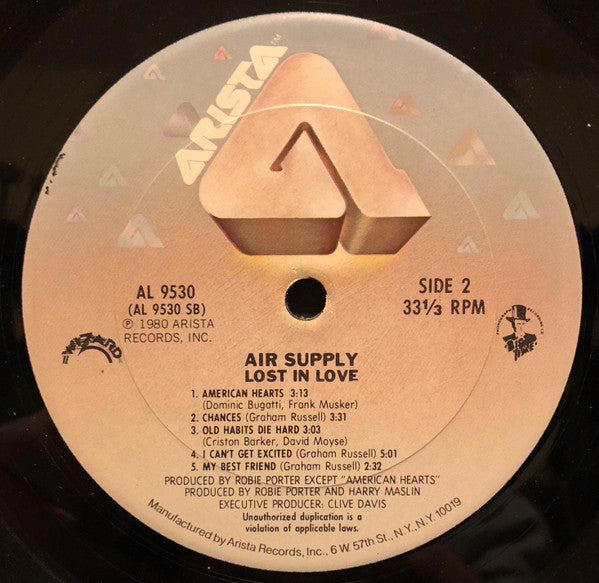 ARISTA™
AL 9530
(AL 9530 SB)
℗ 1980 ARISTA
RECORDS, INC.
SIDE 2
33⅓ RPM
WIZARD
BIG TIME
AIR SUPPLY
LOST IN LOVE
1. AMERICAN HEARTS 3:13
(Dominic Bugatti, Frank Musker)
2. CHANCES (Graham Russell) 3:31
3. OLD HABITS DIE HARD 3:03
(Criston Barker, David Moyse)
4. I CAN'T GET EXCITED (Graham Russell) 5:01
5. MY BEST FRIEND (Graham Russell) 2:32
PRODUCED BY ROBIE PORTER EXCEPT "AMERICAN HEARTS"
PRODUCED BY ROBIE PORTER AND HARRY MASLIN
EXECUTIVE PRODUCER: CLIVE DAVIS
Unauthorized duplication is a
violation of applicable laws.
Manufactured by Arista Records, Inc., 6 W. 57th St., N.Y., N.Y. 10019